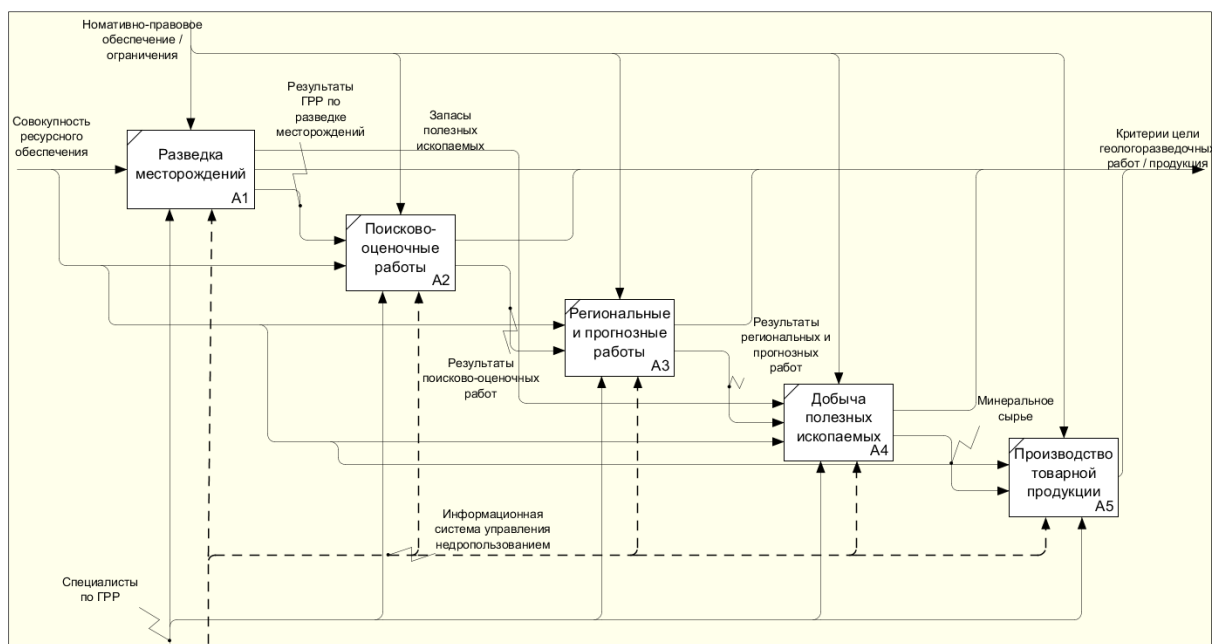 Номативно-правовое
обеспечение /
ограничения
Результаты
ГРР по
разведке
месторождений
Запасы
полезных
ископаемых
Совокупность
ресурсного
обеспечения
Критерии цели
геологоразведочных
работ / продукция
Разведка
месторождений
A1
Поисково-
оценочные
работы
A2
Региональные
и прогнозные
работы
A3
Результаты
региональных и
прогнозных
работ
Результаты
поисково-оценочных
работ
Добыча
полезных
ископаемых
A4
Минеральное
сырье
Производство
товарной
продукции
A5
Информационная
система управления
недропользованием
Специалисты
по ГРР